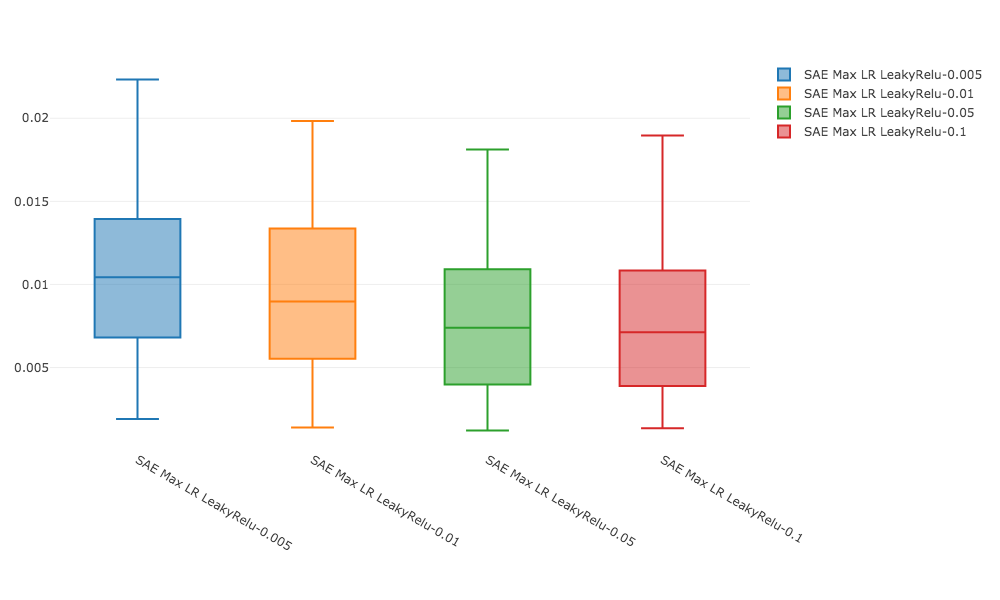 SAE Max LR LeakyRelu-0.005
SAE Max LR LeakyRelu-0.01
SAE Max LR LeakyRelu-0.05
SAE Max LR LeakyRelu-0.1
0.02
0.015
0.01
0.005
SAE Max LR LeakyRelu-0.005
SAE Max LR LeakyRelu-0.01
SAE Max LR LeakyRelu-0.05
SAE Max LR LeakyRelu-0.1